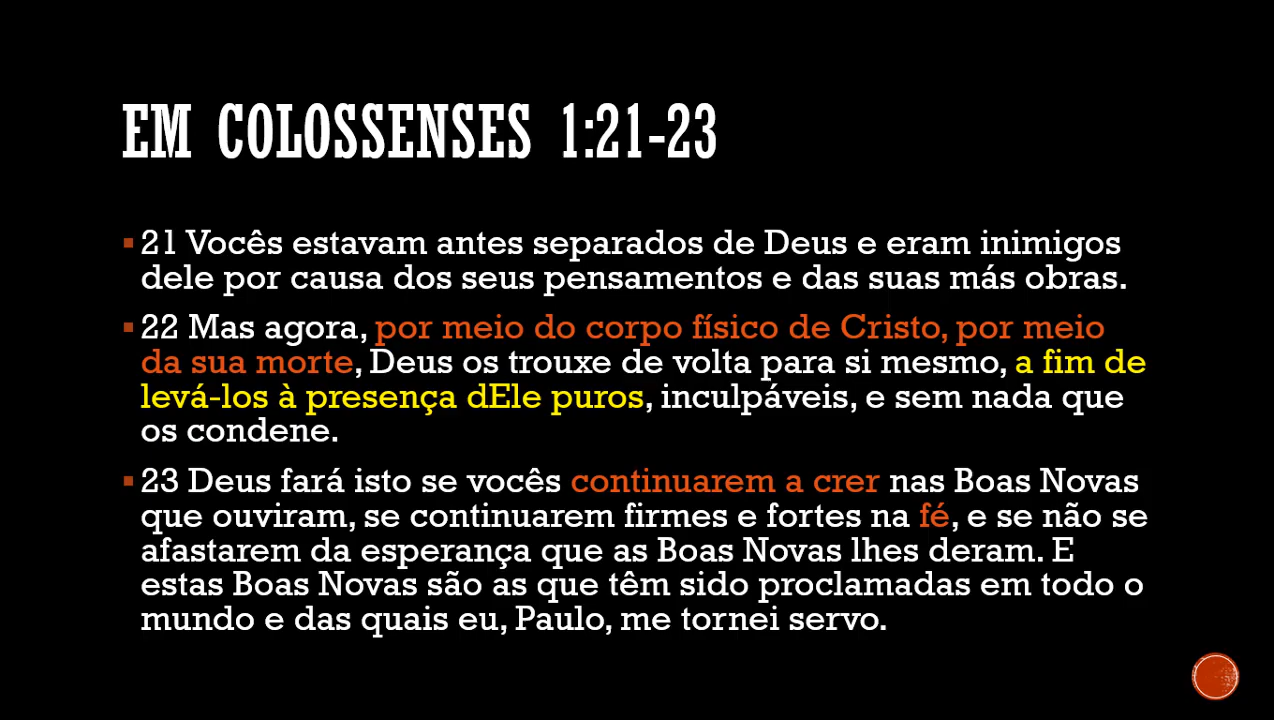 EM COLOSSENSES 1:21-23
▪ 21 Vocês estavam antes separados de Deus e eram inimigos
dele por causa dos seus pensamentos e das suas más obras.
▪ 22 Mas agora, por meio do corpo físico de Cristo, por meio
da sua morte, Deus os trouxe de volta para si mesmo, a fim de
levá-los à presença dEle puros, inculpáveis, e sem nada que
os condene.
▪ 23 Deus fará isto se vocês continuarem a crer nas Boas Novas
que ouviram, se continuarem firmes e fortes na fé, e se não se
afastarem da esperança que as Boas Novas lhes deram. E
estas Boas Novas são as que têm sido proclamadas em todo o
mundo e das quais eu, Paulo, me tornei servo.